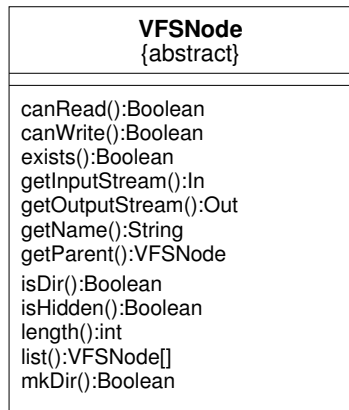 VFSNode
{abstract}
canRead():Boolean
canWrite():Boolean
exists():Boolean
getInputStream():In
getOutputStream():Out
getName():String
getParent():VFSNode
isDir():Boolean
isHidden():Boolean
length():int
list():VFSNode[]
mkDir():Boolean